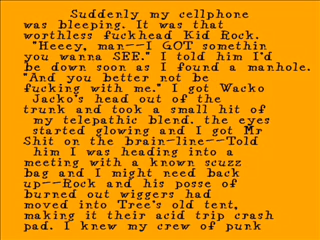 Suddenly my cellphone
was bleeping. It was that
worthless fuckhead Kid Rock.
"Heeey, man--I GOT somethin
you wanna SEE." I told him I'd
be down soon as I found a manhole.
"And you better not be
fucking with me." I got Wacko
Jacko's head out of the
trunk and took a small hit of
my telepathic blend. the eyes
started glowing and I got Mr
Shit on the brain-line--Told
him I was heading into a
meeting with a known scuzz
bag and I might need back
up--Rock and his posse of
burned out wiggers had
moved into Tree's old tent,
making it their acid trip crash
pad. I knew my crew of punk